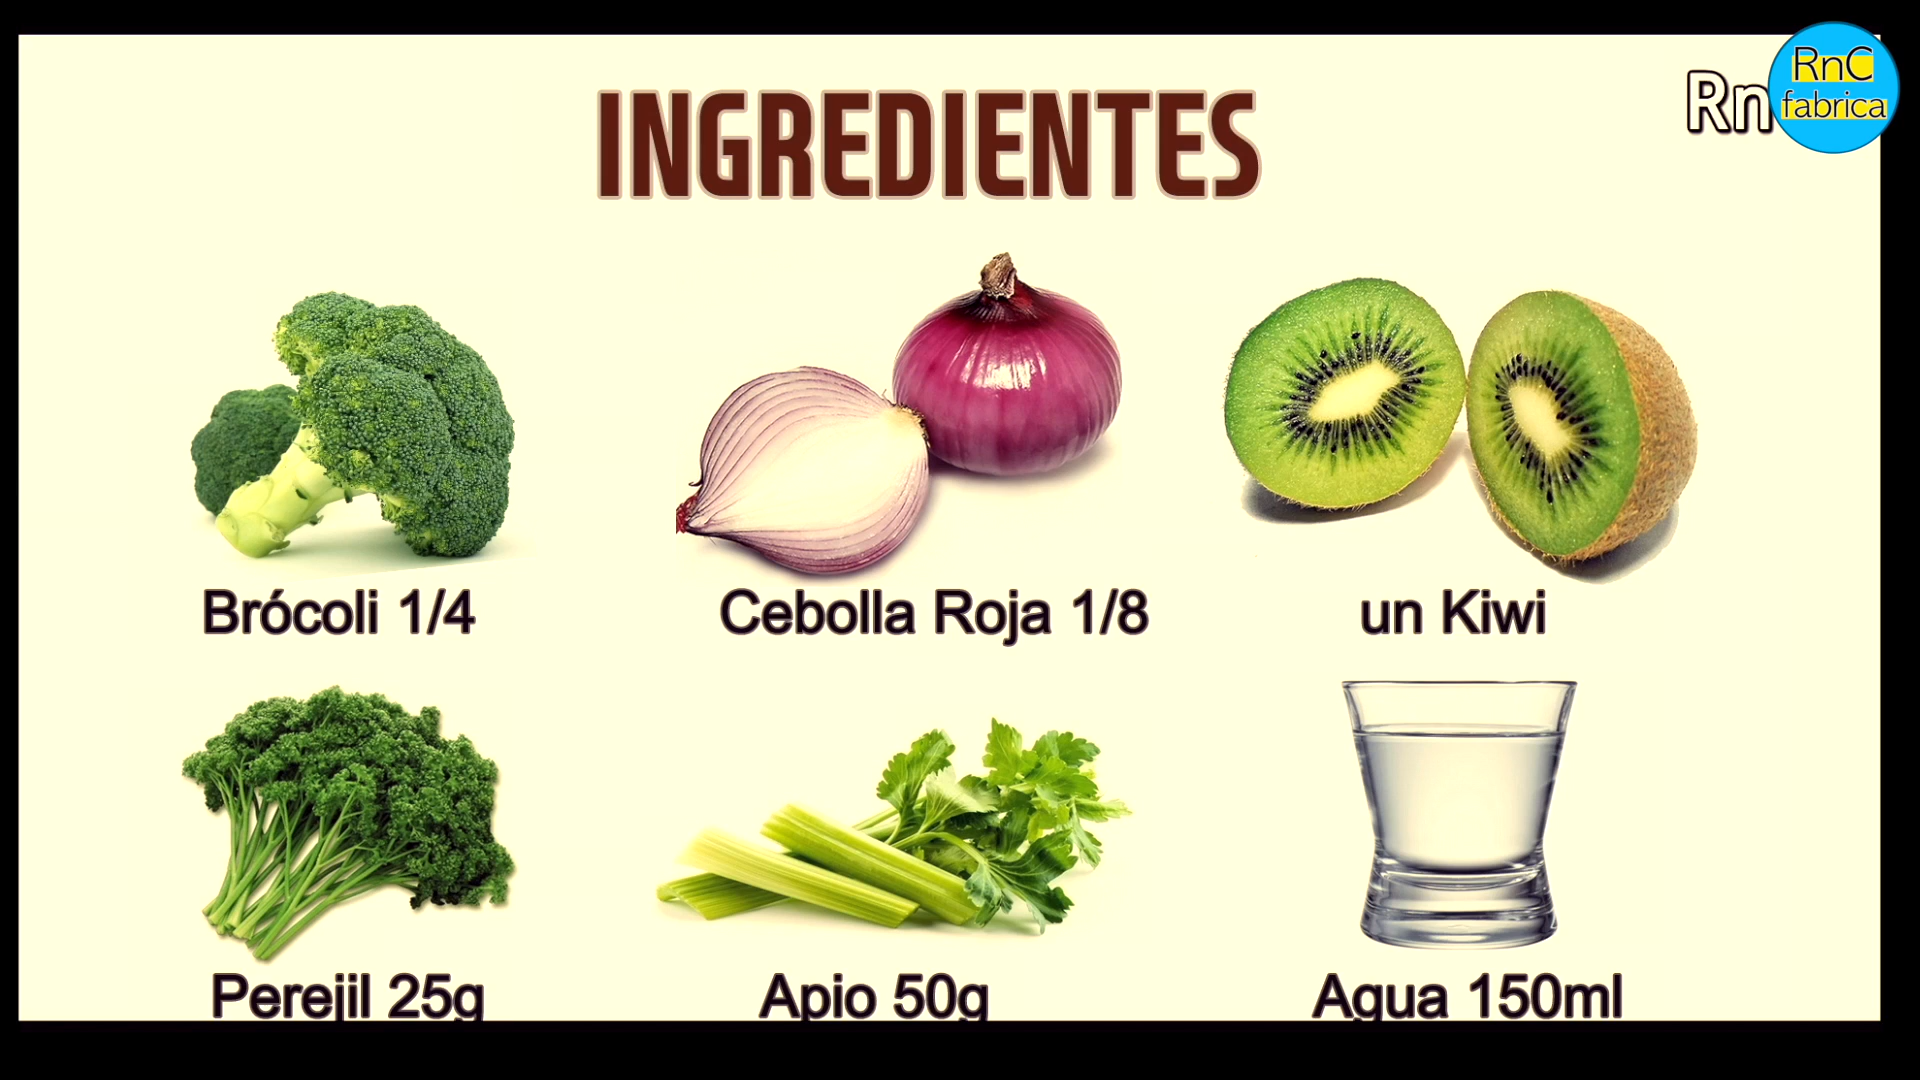 INGREDIENTES
Rn
RnC
fabrica
Brócoli 1/4
Cebolla Roja 1/8
un Kiwi
Perejil 25g
Apio 50g
Agua 150ml